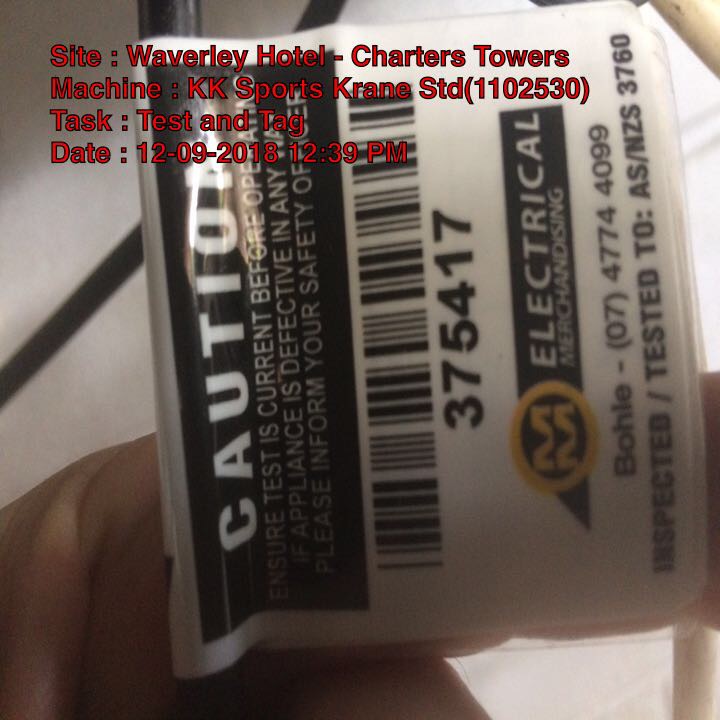 Site : Waverley Hotel - Charters Towers
Machine : KK Sports Krane Std(1102530)
Task : Test and Tag
Date : 12-09-2018 12:39 PM
CAUTION
ENSURE TEST IS CURRENT BEFORE
IF APPLIANCE IS DEFECTIVE IN ANY
PLEASE INFORM YOUR SAFETY OFFICER
375417
MM ELECTRICAL
MERCHANDISING
Bohle - (07) 4774 4099
INSPECTED / TESTED TO: AS/NZS 3760